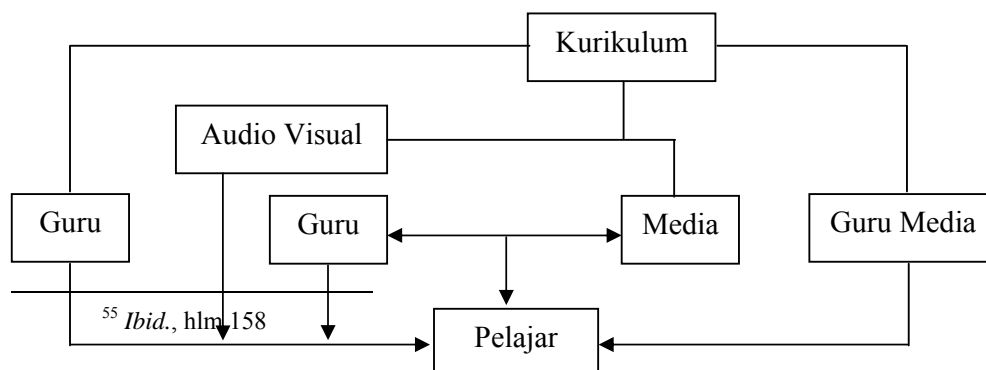 Kurikulum
Audio Visual
Guru
Guru
Media
Guru Media
55 Ibid., hlm 158
Pelajar